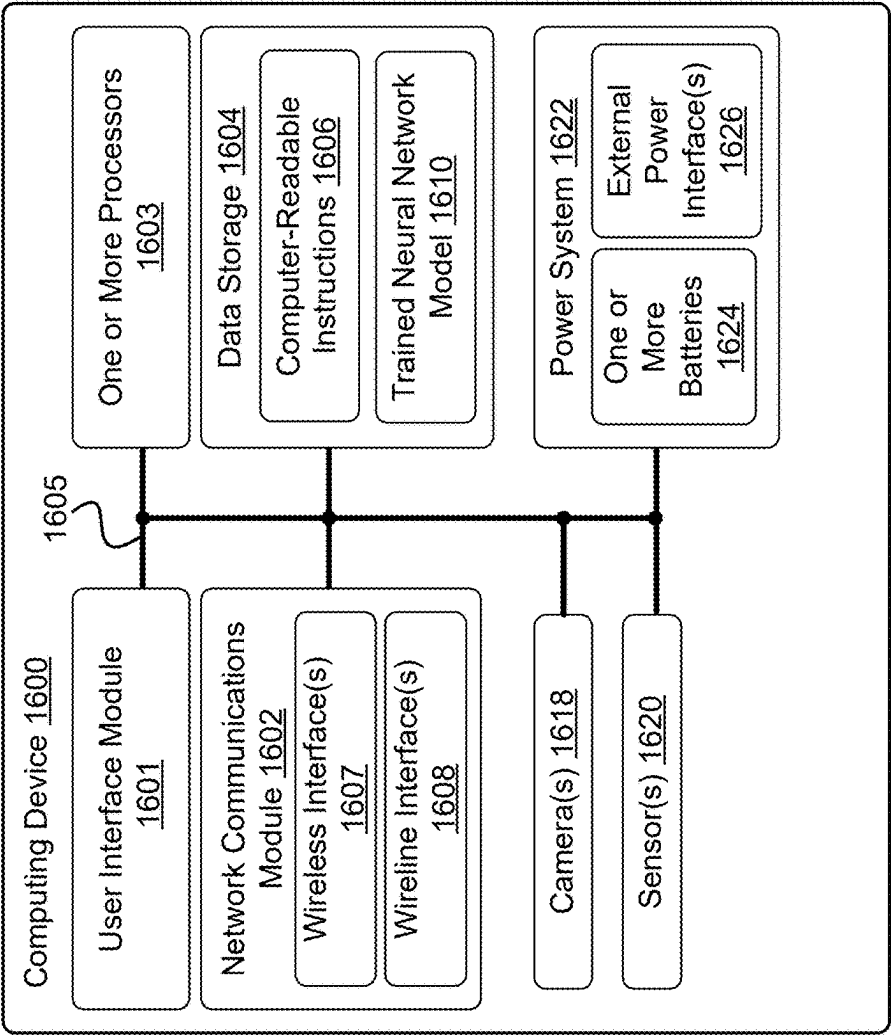 Computing Device 1600
1605
User Interface Module
1601
Network Communications
Module 1602
Wireless Interface(s)
1607
Wireline Interface(s)
1608
Camera(s) 1618
Sensor(s) 1620
One or More Processors
1603
Data Storage 1604
Computer-Readable
Instructions 1606
Trained Neural Network
Model 1610
Power System 1622
One or
More
Batteries
1624
External
Power
Interface(s)
1626